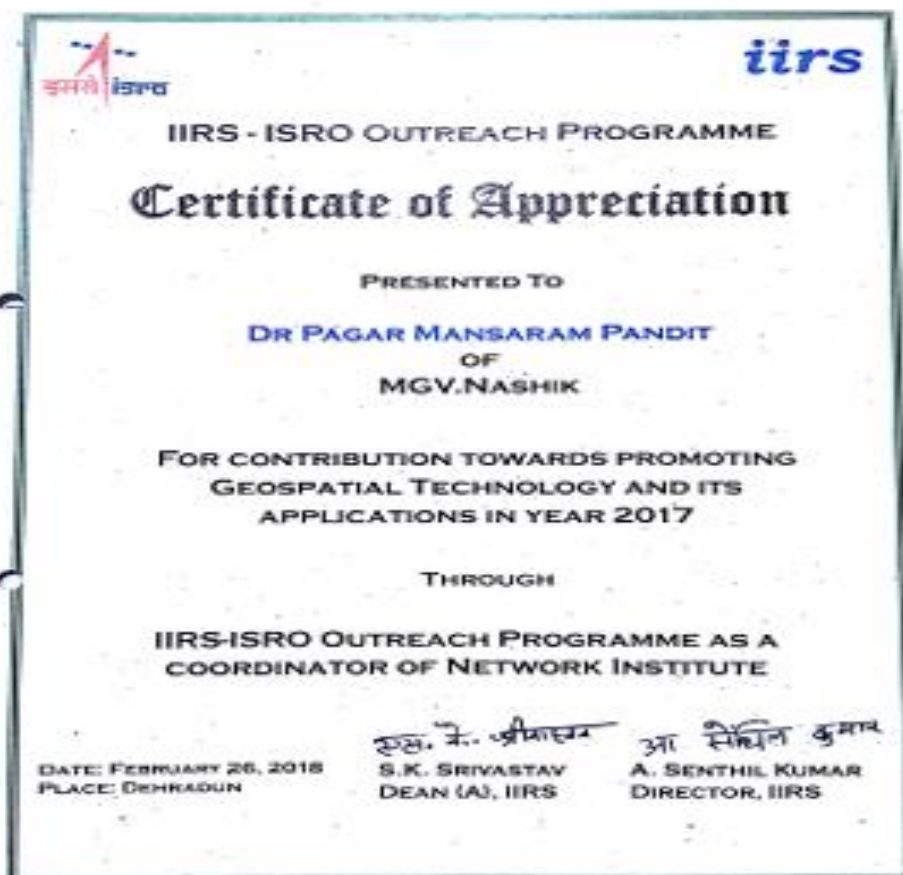 इसरो isro
iirs
IIRS - ISRO OUTREACH PROGRAMME
Certificate of Appreciation
PRESENTED TO
DR PAGAR MANSARAM PANDIT
OF
MGV.NASHIK
FOR CONTRIBUTION TOWARDS PROMOTING
GEOSPATIAL TECHNOLOGY AND ITS
APPLICATIONS IN YEAR 2017
THROUGH
IIRS-ISRO OUTREACH PROGRAMME AS A
COORDINATOR OF NETWORK INSTITUTE
एस. के. श्रीवास्तव
आ सेंथिल कुमार
DATE: FEBRUARY 26, 2018
PLACE: DEHRADUN
S.K. SRIVASTAV
DEAN (A), IIRS
A. SENTHIL KUMAR
DIRECTOR, IIRS